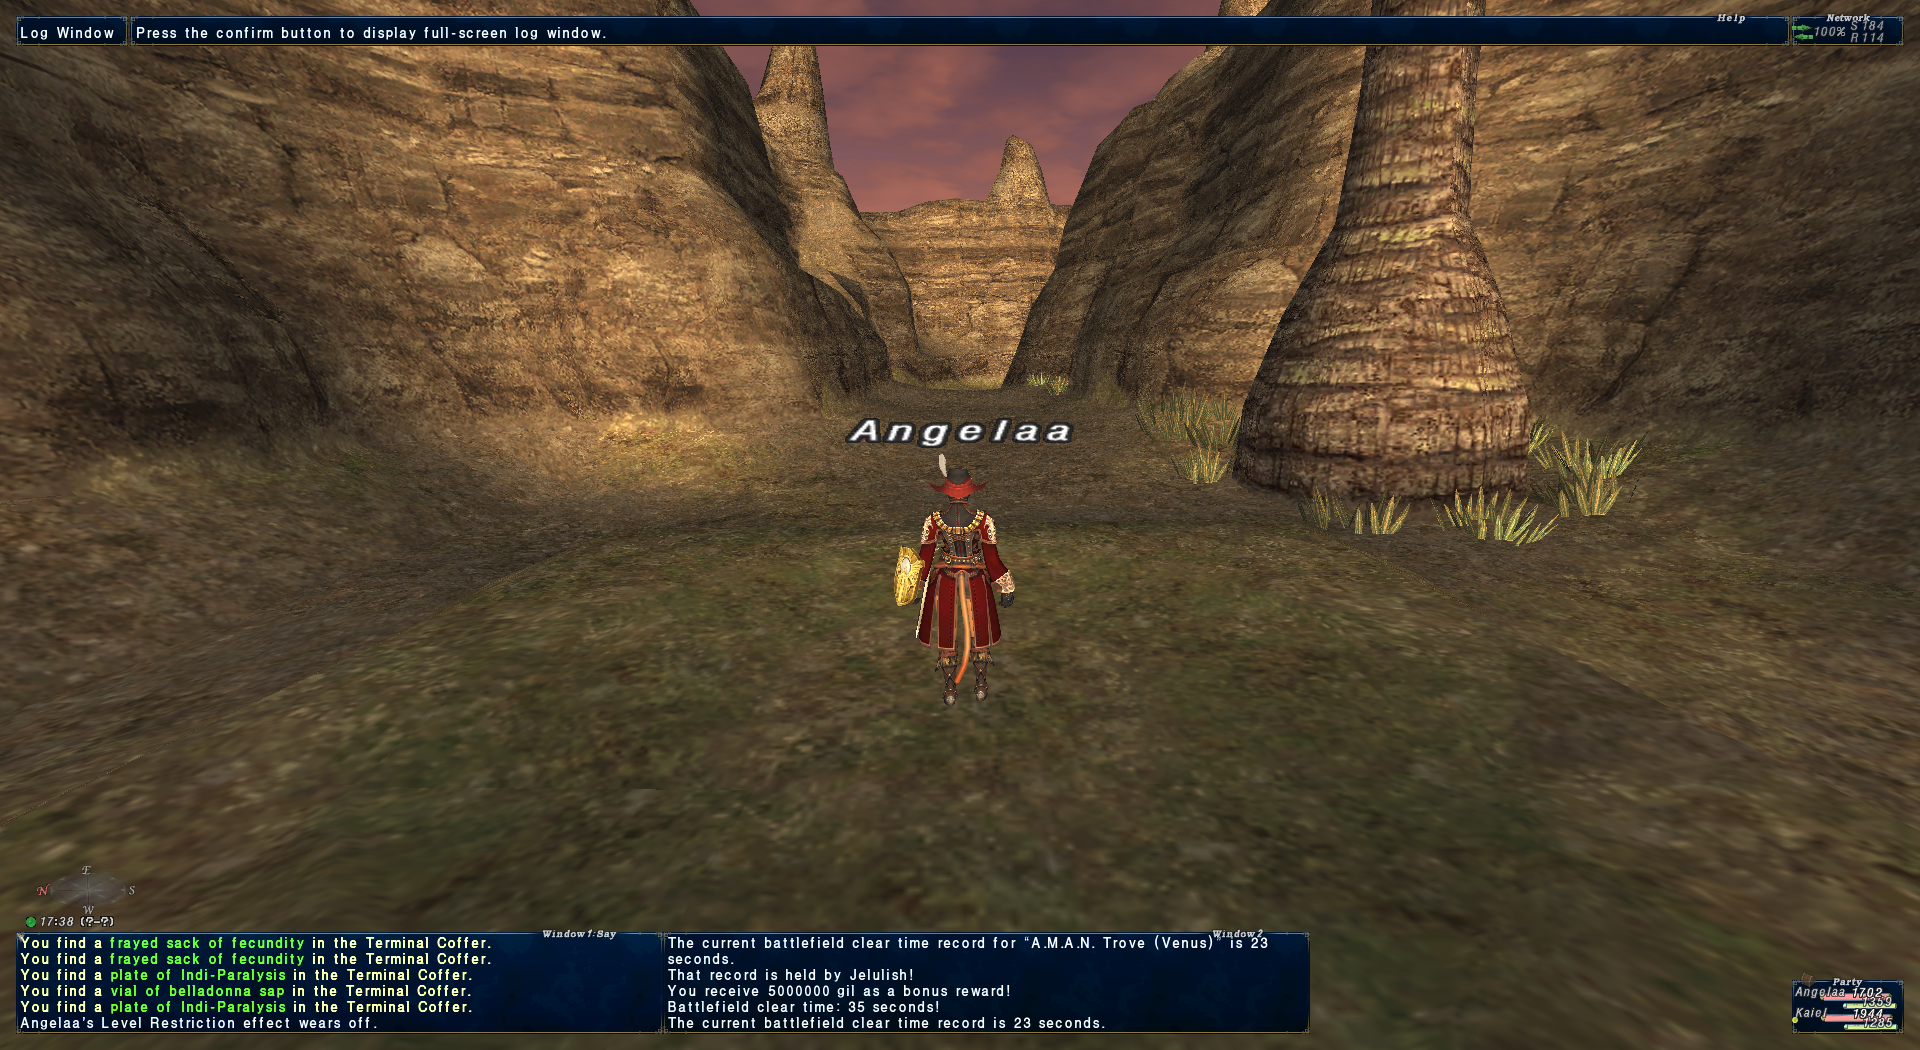 Log Window
Press the confirm button to display full-screen log window.
Help
Network
100% S 184
R 114
Angelaa
E
N S
W
17:38 (?-?)
Window1:Say
You find a frayed sack of fecundity in the Terminal Coffer.
You find a frayed sack of fecundity in the Terminal Coffer.
You find a plate of Indi-Paralysis in the Terminal Coffer.
You find a vial of belladonna sap in the Terminal Coffer.
You find a plate of Indi-Paralysis in the Terminal Coffer.
Angelaa's Level Restriction effect wears off.
Window2
The current battlefield clear time record for “A.M.A.N. Trove (Venus)” is 23
seconds.
That record is held by Jelulish!
You receive 5000000 gil as a bonus reward!
Battlefield clear time: 35 seconds!
The current battlefield clear time record is 23 seconds.
Party
Angelaa 1702
1353
Kaiel 1944
1285